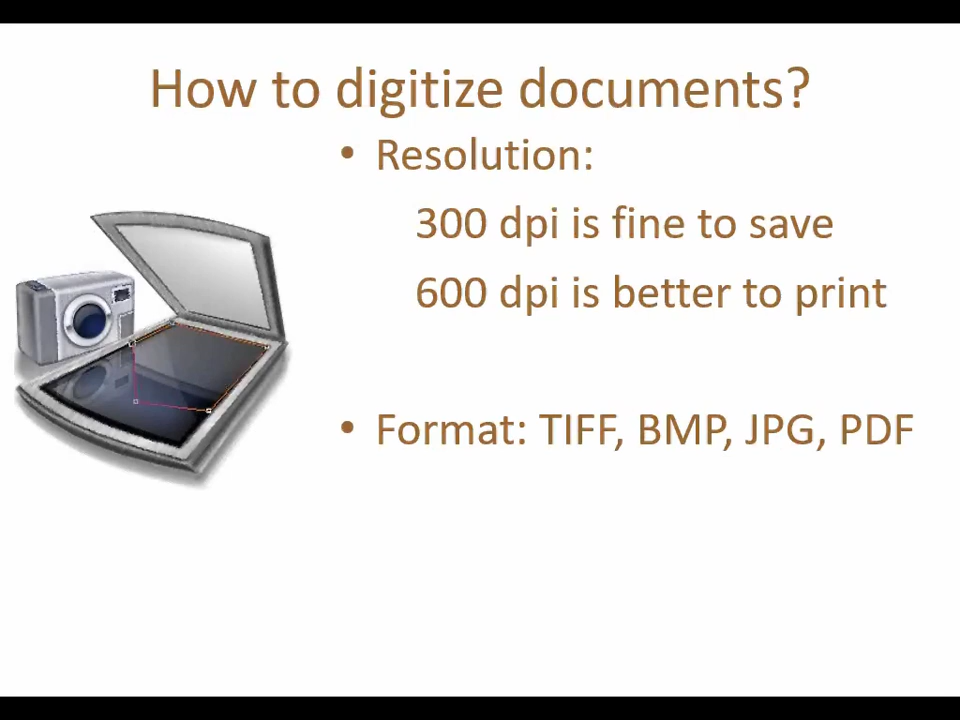 How to digitize documents?
• Resolution:
300 dpi is fine to save
600 dpi is better to print
• Format: TIFF, BMP, JPG, PDF